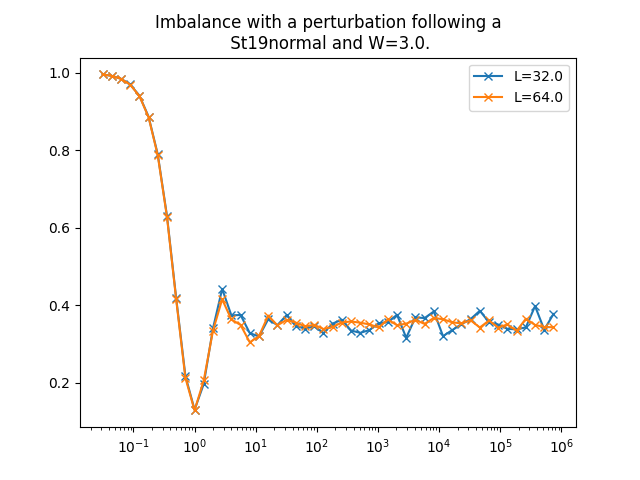 Imbalance with a perturbation following a
St19normal and W=3.0.
L=32.0
L=64.0
1.0
0.8
0.6
0.4
0.2
10⁻¹ 10⁰ 10¹ 10² 10³ 10⁴ 10⁵ 10⁶